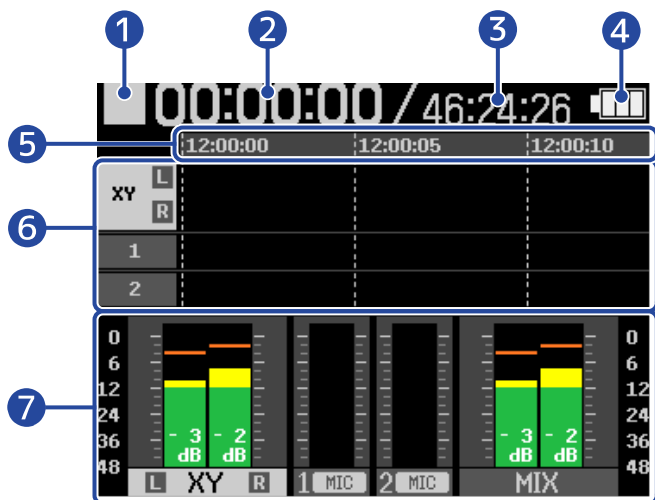 1 2 3 4
00:00:00 / 46:24:26
5 12:00:00 12:00:05 12:00:10
XY L
R
6
1
2
7
0 0
6 6
12 12
24 24
36 - 3 - 2 - 3 - 2 36
dB dB dB dB
48 48
L XY R 1 MIC 2 MIC MIX